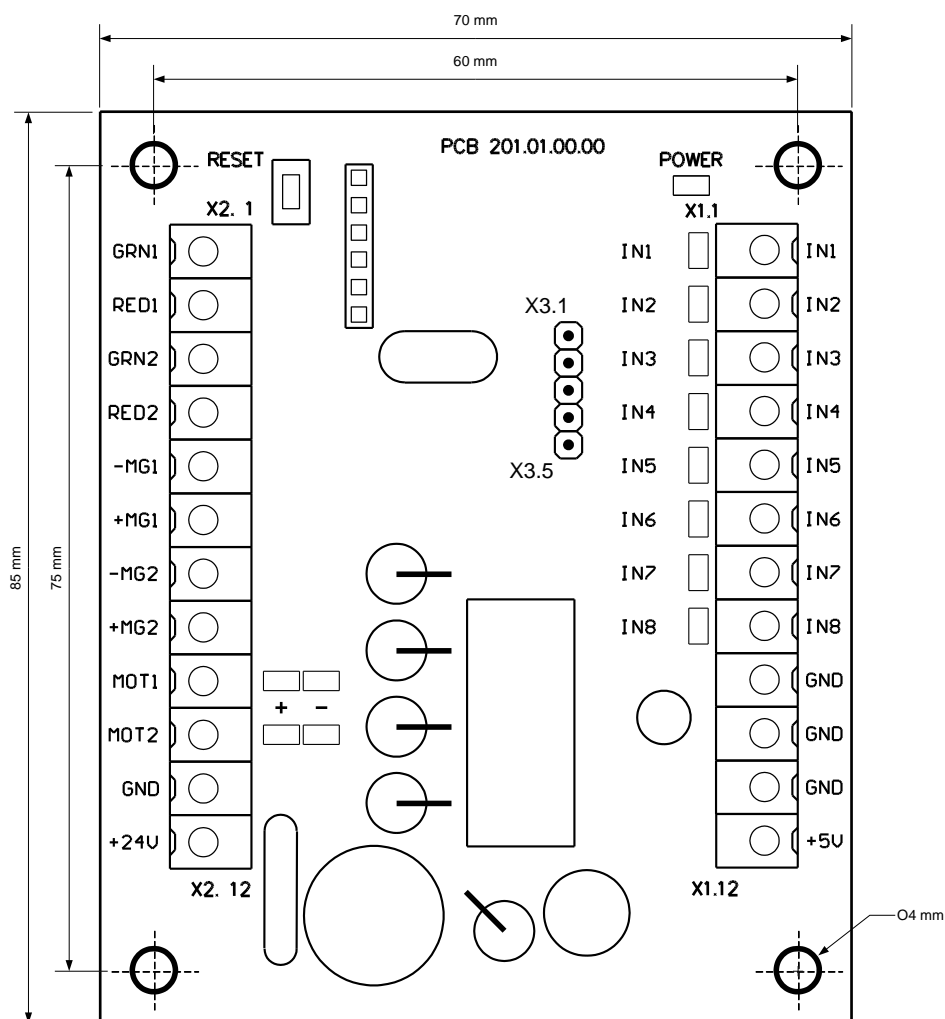 70 mm
60 mm
PCB 201.01.00.00
RESET
POWER
X2. 1
X1.1
GRN1
IN1
IN1
RED1
IN2
IN2
X3.1
GRN2
IN3
IN3
RED2
IN4
IN4
-MG1
IN5
IN5
X3.5
+MG1
IN6
IN6
85 mm
75 mm
-MG2
IN7
IN7
+MG2
IN8
IN8
MOT1
GND
+ -
MOT2
GND
GND
GND
+24V
+5V
X2. 12
X1.12
O4 mm